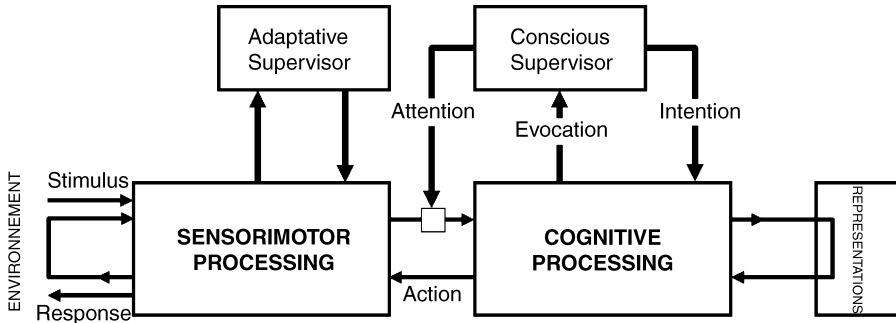 Adaptative
Supervisor
Conscious
Supervisor
Attention
Evocation
Intention
ENVIRONNEMENT
Stimulus
SENSORIMOTOR
PROCESSING
COGNITIVE
PROCESSING
REPRESENTATIONS
Action
Response